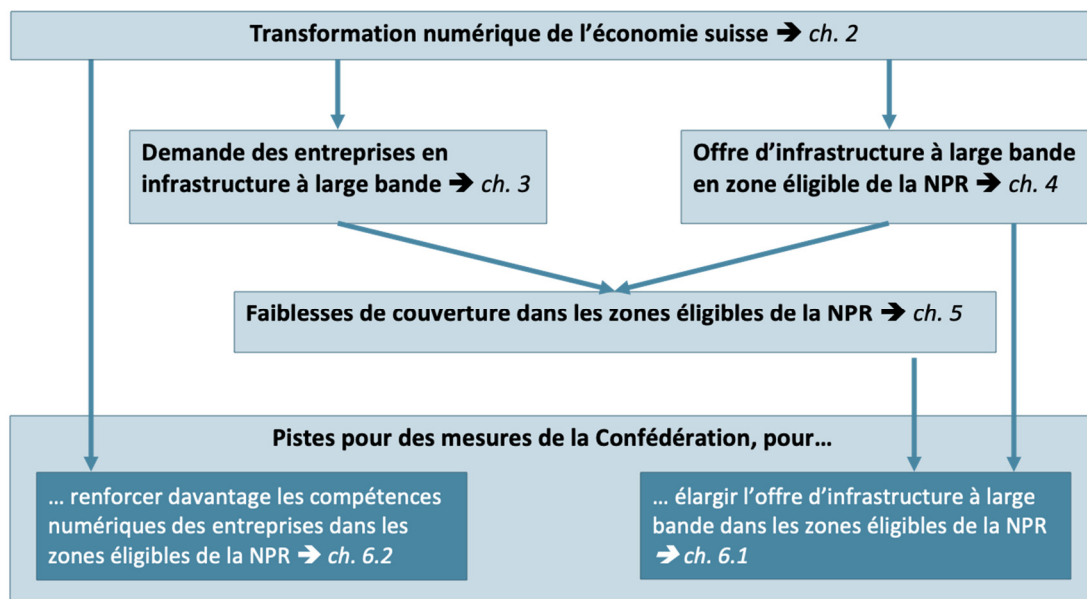 Transformation numérique de l’économie suisse ➔ ch. 2
Demande des entreprises en
infrastructure à large bande ➔ ch. 3
Offre d’infrastructure à large bande
en zone éligible de la NPR ➔ ch. 4
Faiblesses de couverture dans les zones éligibles de la NPR ➔ ch. 5
Pistes pour des mesures de la Confédération, pour…
… renforcer davantage les compétences
numériques des entreprises dans les
zones éligibles de la NPR ➔ ch. 6.2
… élargir l’offre d’infrastructure à large
bande dans les zones éligibles de la NPR
➔ ch. 6.1